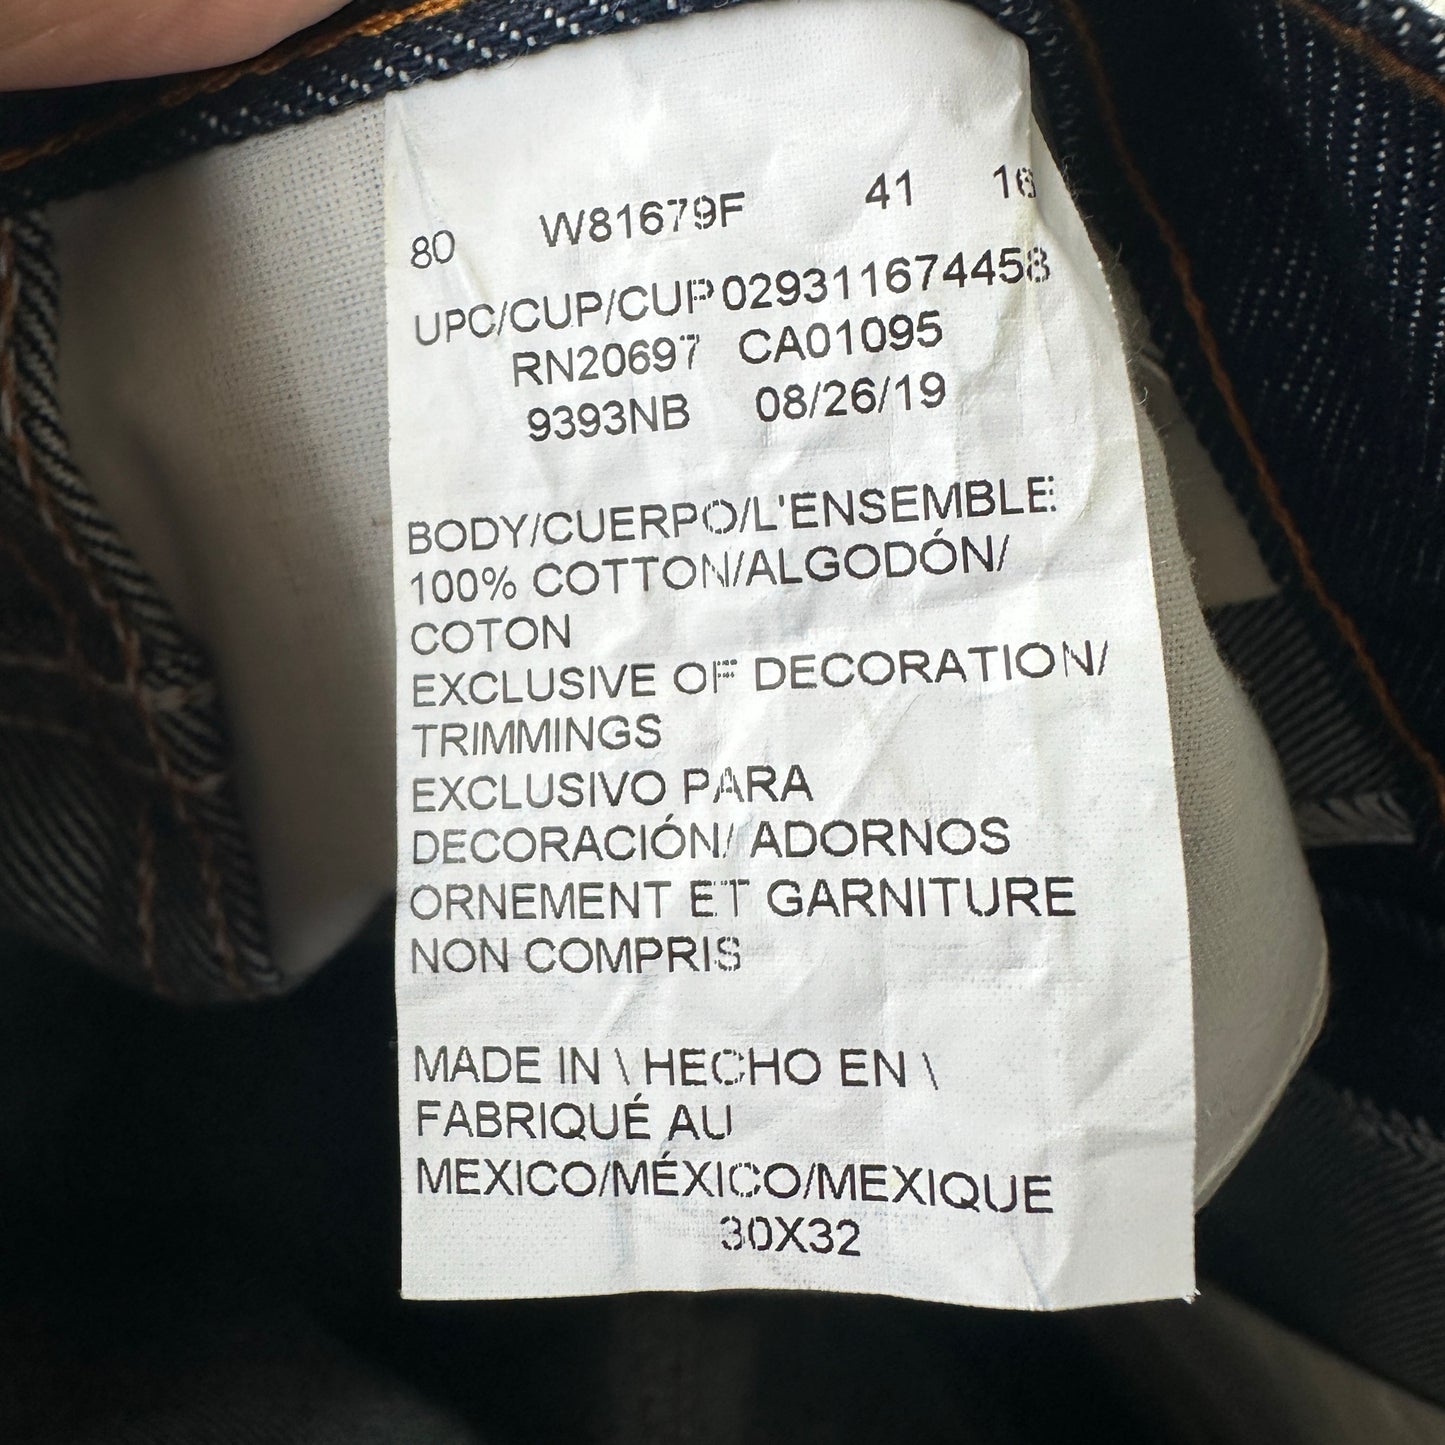 80 W81679F 41 16
UPC/CUP/CUP 029311674458
RN20697 CA01095
9393NB 08/26/19
BODY/CUERPO/L'ENSEMBLE:
100% COTTON/ALGODÓN/
COTON
EXCLUSIVE OF DECORATION/
TRIMMINGS
EXCLUSIVO PARA
DECORACIÓN/ ADORNOS
ORNEMENT ET GARNITURE
NON COMPRIS
MADE IN \ HECHO EN \
FABRIQUÉ AU
MEXICO/MÉXICO/MEXIQUE
30X32